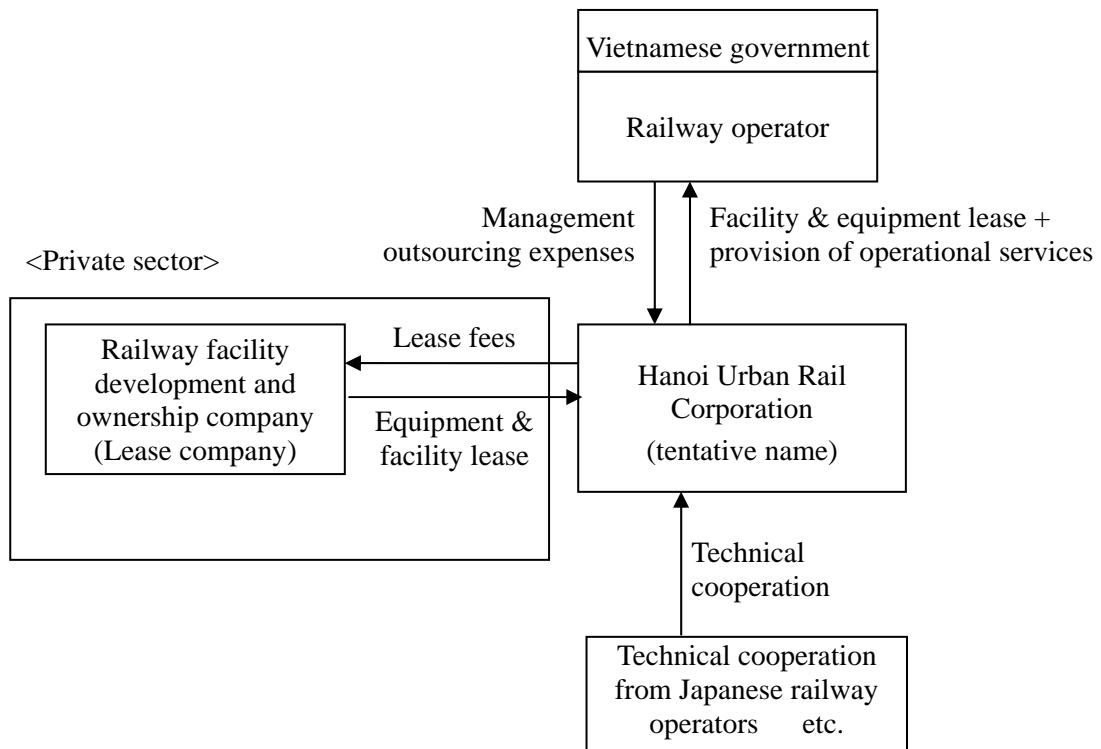 Vietnamese government
Railway operator
Management
outsourcing expenses
Facility & equipment lease +
provision of operational services
<Private sector>
Railway facility
development and
ownership company
(Lease company)
Lease fees
Equipment &
facility lease
Hanoi Urban Rail
Corporation
(tentative name)
Technical
cooperation
Technical cooperation
from Japanese railway
operators etc.